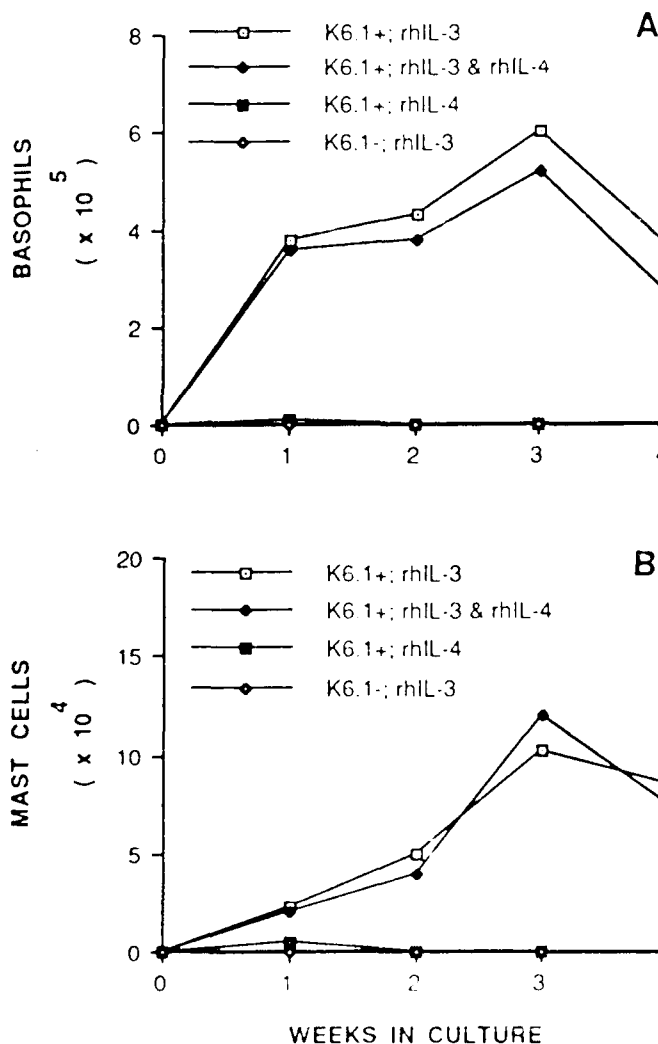 A
K6.1+; rhIL-3
K6.1+; rhIL-3 & rhIL-4
K6.1+; rhIL-4
K6.1-; rhIL-3
BASOPHILS
( x 10 5 )
8
6
4
2
0
0 1 2 3
B
K6.1+; rhIL-3
K6.1+; rhIL-3 & rhIL-4
K6.1+; rhIL-4
K6.1-; rhIL-3
MAST CELLS
( x 10 4 )
20
15
10
5
0
0 1 2 3
WEEKS IN CULTURE